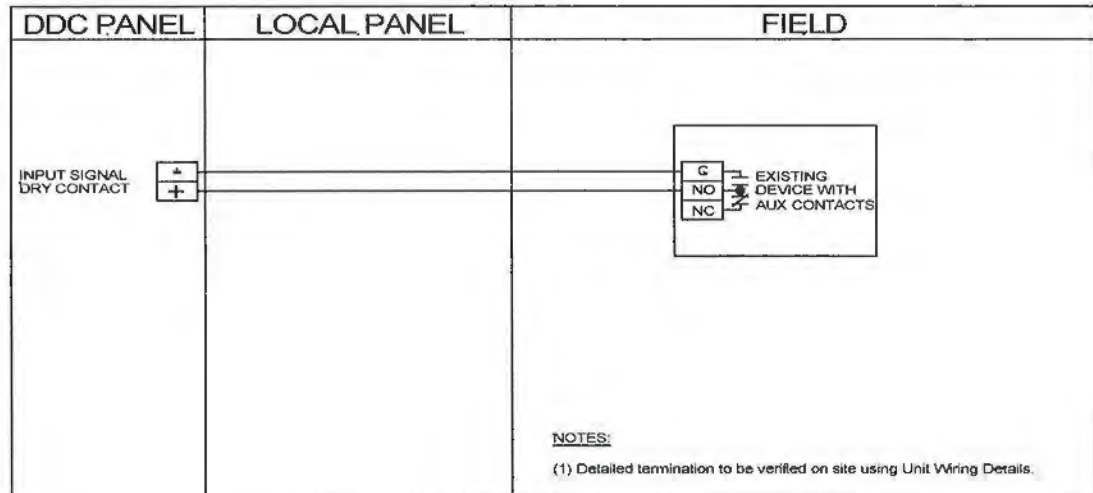 DDC PANEL
LOCAL PANEL
FIELD
INPUT SIGNAL
DRY CONTACT
-
+
G
NO
NC
EXISTING
DEVICE WITH
AUX CONTACTS
NOTES:
(1) Detailed termination to be verified on site using Unit Wiring Details.